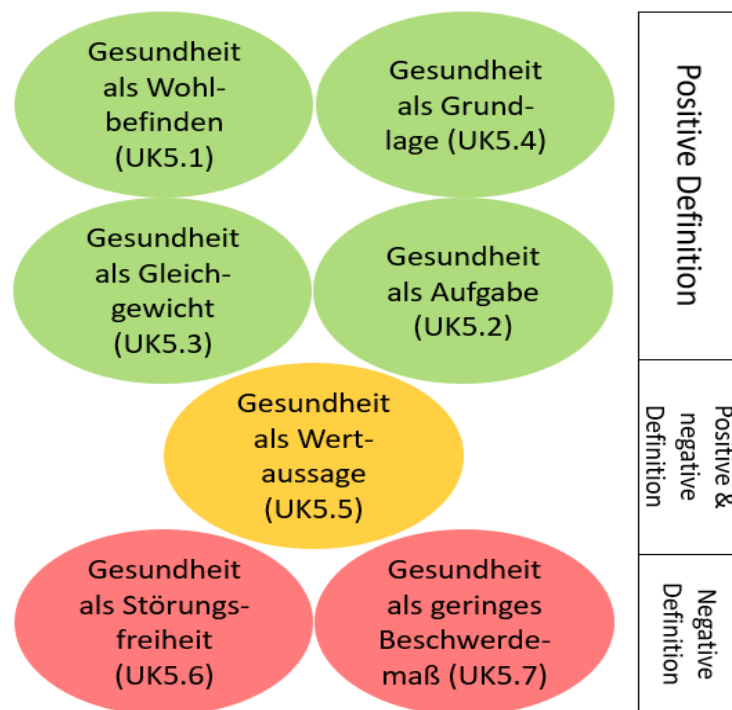 Gesundheit
als Wohl-
befinden
(UK5.1)
Gesundheit
als Grund-
lage (UK5.4)
Gesundheit
als Gleich-
gewicht
(UK5.3)
Gesundheit
als Aufgabe
(UK5.2)
Positive Definition
Gesundheit
als Wert-
aussage
(UK5.5)
Positive &
negative
Definition
Gesundheit
als Störungs-
freiheit
(UK5.6)
Gesundheit
als geringes
Beschwerde-
maß (UK5.7)
Negative
Definition